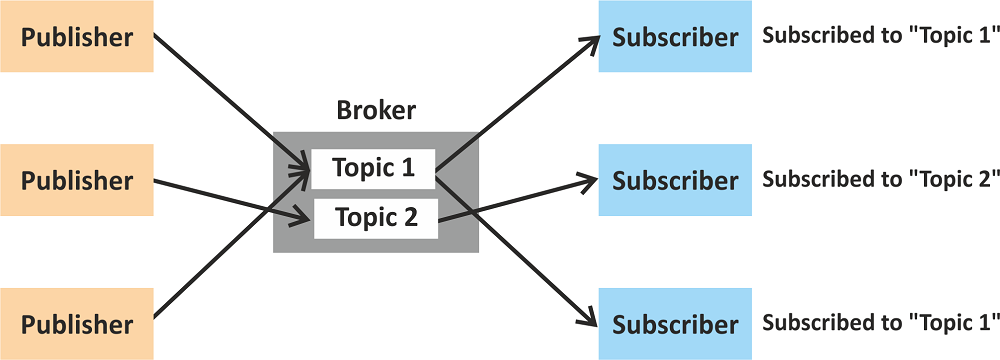 Publisher
Subscriber
Subscribed to "Topic 1"
Broker
Publisher
Topic 1
Subscriber
Subscribed to "Topic 2"
Topic 2
Publisher
Subscriber
Subscribed to "Topic 1"